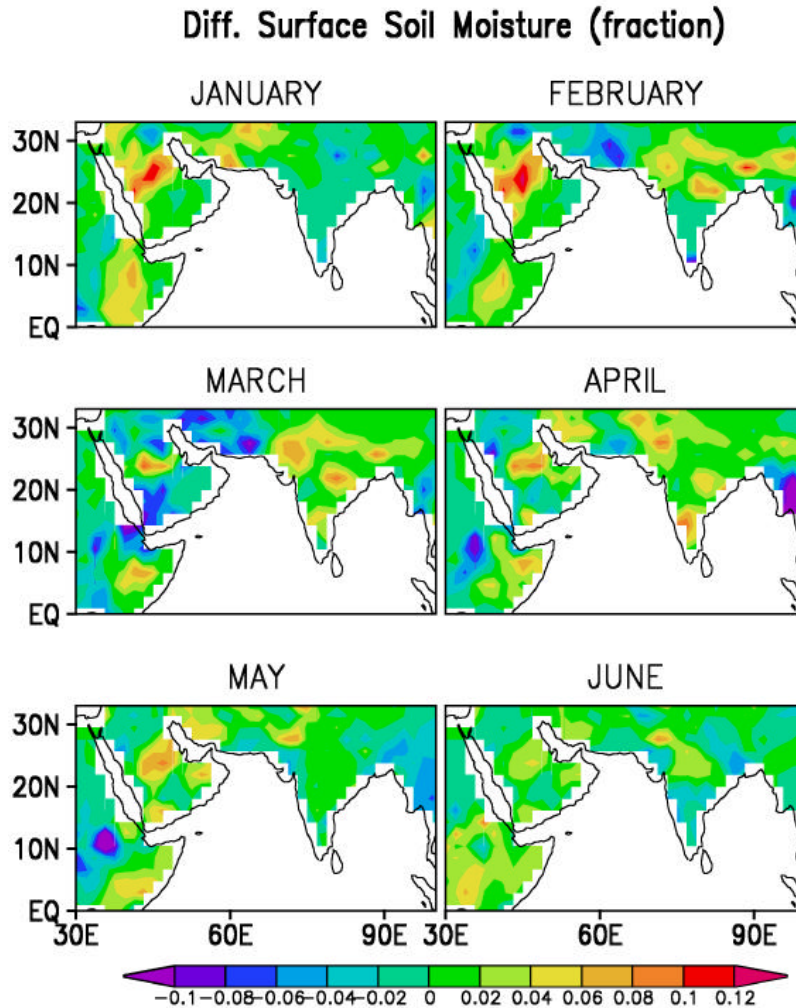 Diff. Surface Soil Moisture (fraction)
JANUARY FEBRUARY
30N
20N
10N
EQ
MARCH APRIL
30N
20N
10N
EQ
MAY JUNE
30N
20N
10N
EQ
30E 60E 90E 30E 60E 90E
-0.1 -0.08 -0.06 -0.04 -0.02 0 0.02 0.04 0.06 0.08 0.1 0.12